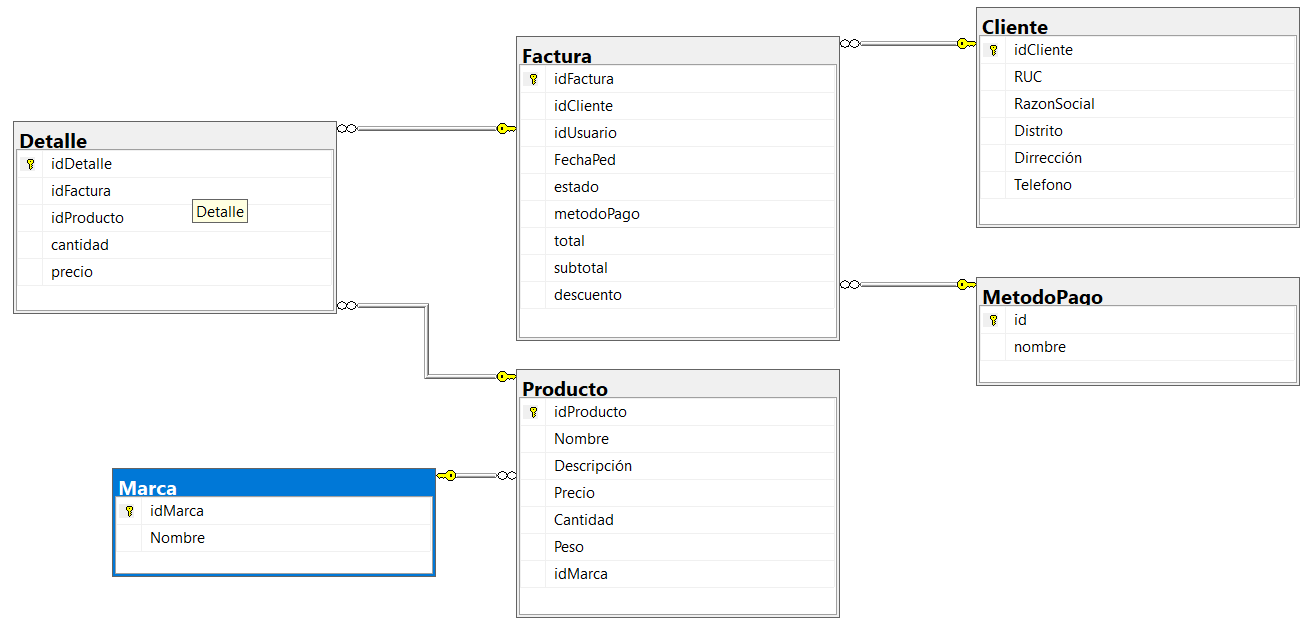 Detalle
idDetalle
idFactura
idProducto
cantidad
precio
Detalle
Factura
idFactura
idCliente
idUsuario
FechaPed
estado
metodoPago
total
subtotal
descuento
Cliente
idCliente
RUC
RazonSocial
Distrito
Dirrección
Telefono
MetodoPago
id
nombre
Marca
idMarca
Nombre
Producto
idProducto
Nombre
Descripción
Precio
Cantidad
Peso
idMarca